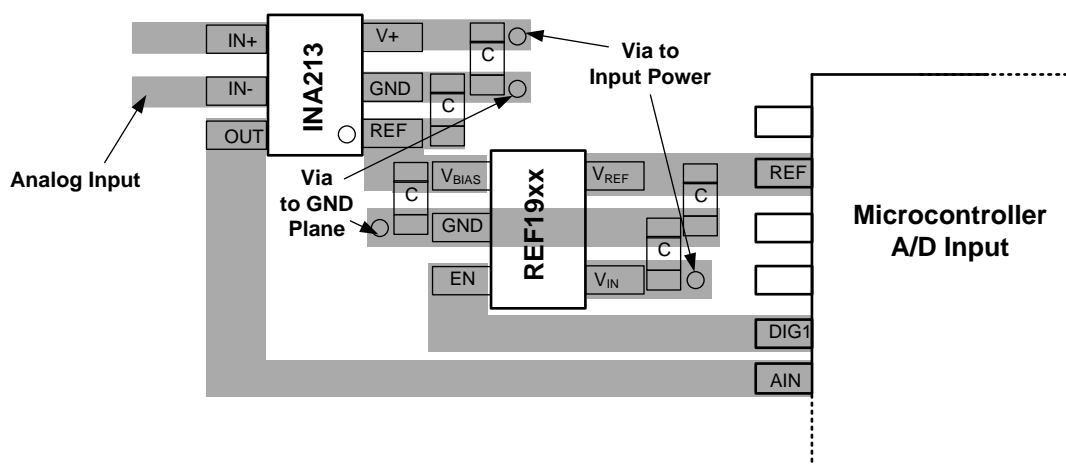 IN+
V+
C
Via to
Input Power
IN-
INA213
GND
C
OUT
REF
Analog Input
Via
to GND
Plane
C
VBIAS
REF19xx
VREF
C
REF
GND
C
EN
VIN
Microcontroller
A/D Input
DIG1
AIN